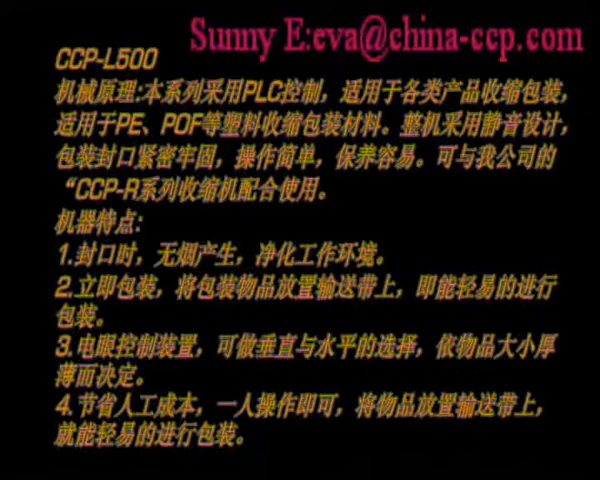 Sunny E:eva@china-ccp.com
CCP-L500
机械原理:本系列采用PLC控制，适用于各类产品收缩包装，
适用于PE、POF等塑料收缩包装材料。整机采用静音设计，
包装封口紧密牢固，操作简单，保养容易。可与我公司的
“CCP-R系列收缩机配合使用。
机器特点:
1.封口时，无烟产生，净化工作环境。
2.立即包装，将包装物品放置输送带上，即能轻易的进行
包装。
3.电眼控制装置，可做垂直与水平的选择，依物品大小厚
薄而决定。
4.节省人工成本，一人操作即可，将物品放置输送带上，
就能轻易的进行包装。